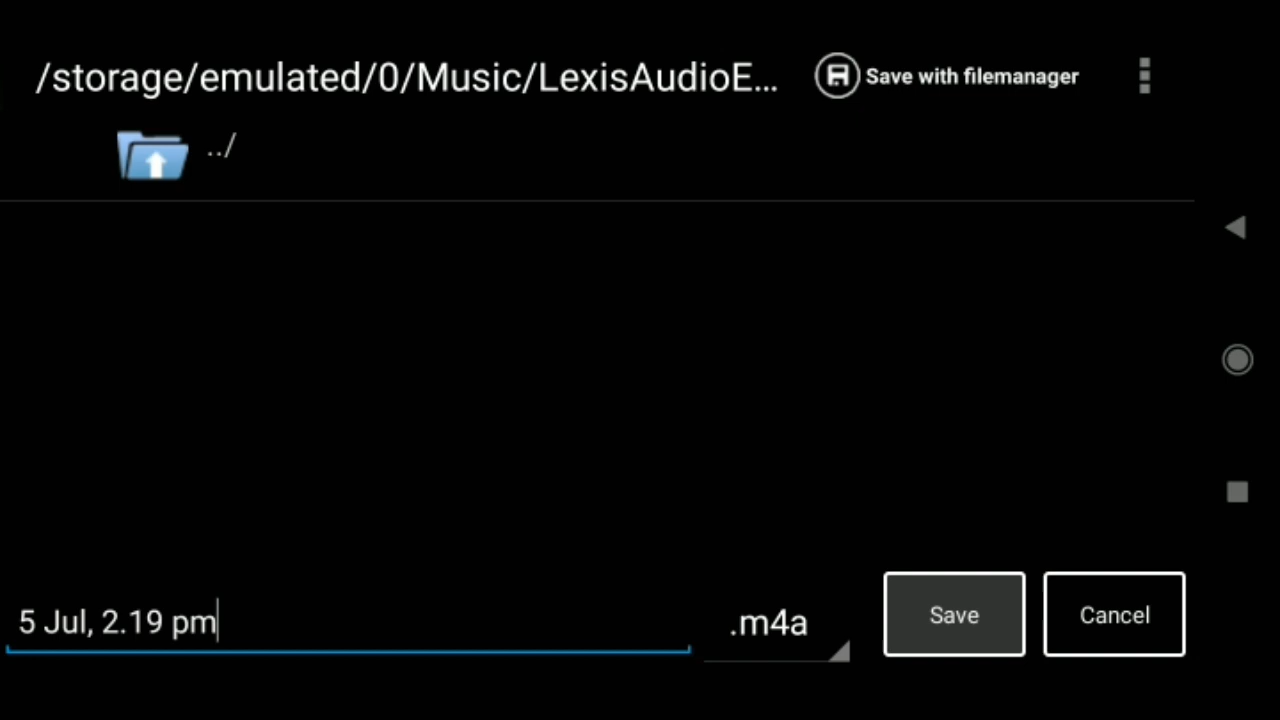 /storage/emulated/0/Music/LexisAudioE...
Save with filemanager
../
5 Jul, 2.19 pm
.m4a
Save
Cancel